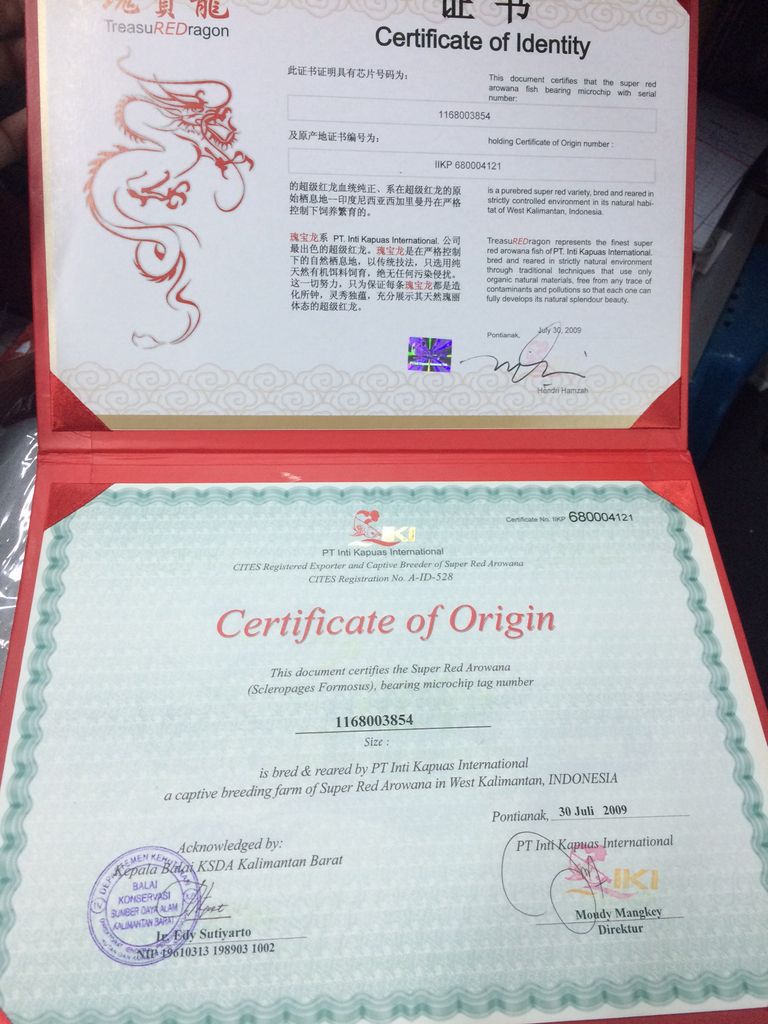 瑰寶龍
TreasuREDragon
证书
Certificate of Identity
此证书证明具有芯片号码为：
This document certifies that the super red
arowana fish bearing microchip with serial
number:
1168003854
及原产地证书编号为：
holding Certificate of Origin number :
IIKP 680004121
的超级红龙血统纯正、系在超级红龙的原
始栖息地一印度尼西亚西加里曼丹在严格
控制下饲养繁育的。
is a purebred super red variety, bred and reared in
strictly controlled environment in its natural habi-
tat of West Kalimantan, Indonesia.
瑰宝龙系 PT. Inti Kapuas International. 公司
最出色的超级红龙。瑰宝龙是在严格控制
下的自然栖息地，以传统技法，只选用纯
天然有机饵料饲育，绝无任何污染侵扰。
这一切努力，只为保证每条瑰宝龙都是造
化所钟，灵秀独蕴，充分展示其天然瑰丽
体态的超级红龙。
TreasuREDragon represents the finest super
red arowana fish of PT. Inti Kapuas International.
bred and reared in strictly natural environment
through traditional techniques that use only
organic natural materials, free from any trace of
contaminants and pollutions so that each one can
fully develops its natural splendour beauty.
Pontianak, July 30, 2009
Hendri Hamzah
Certificate No. IIKP 680004121
IKI
PT Inti Kapuas International
CITES Registered Exporter and Captive Breeder of Super Red Arowana
CITES Registration No. A-ID-528
Certificate of Origin
This document certifies the Super Red Arowana
(Scleropages Formosus), bearing microchip tag number
1168003854
Size :
is bred & reared by PT Inti Kapuas International
a captive breeding farm of Super Red Arowana in West Kalimantan, INDONESIA
Pontianak, 30 Juli 2009
Acknowledged by:
Kepala Balai KSDA Kalimantan Barat
PT Inti Kapuas International
DEPARTEMEN KEHUTANAN
BALAI
KONSERVASI
SUMBER DAYA ALAM
KALIMANTAN BARAT
IKI
Ir. Edy Sutiyarto
NIP 19610313 198903 1002
Moudy Mangkey
Direktur